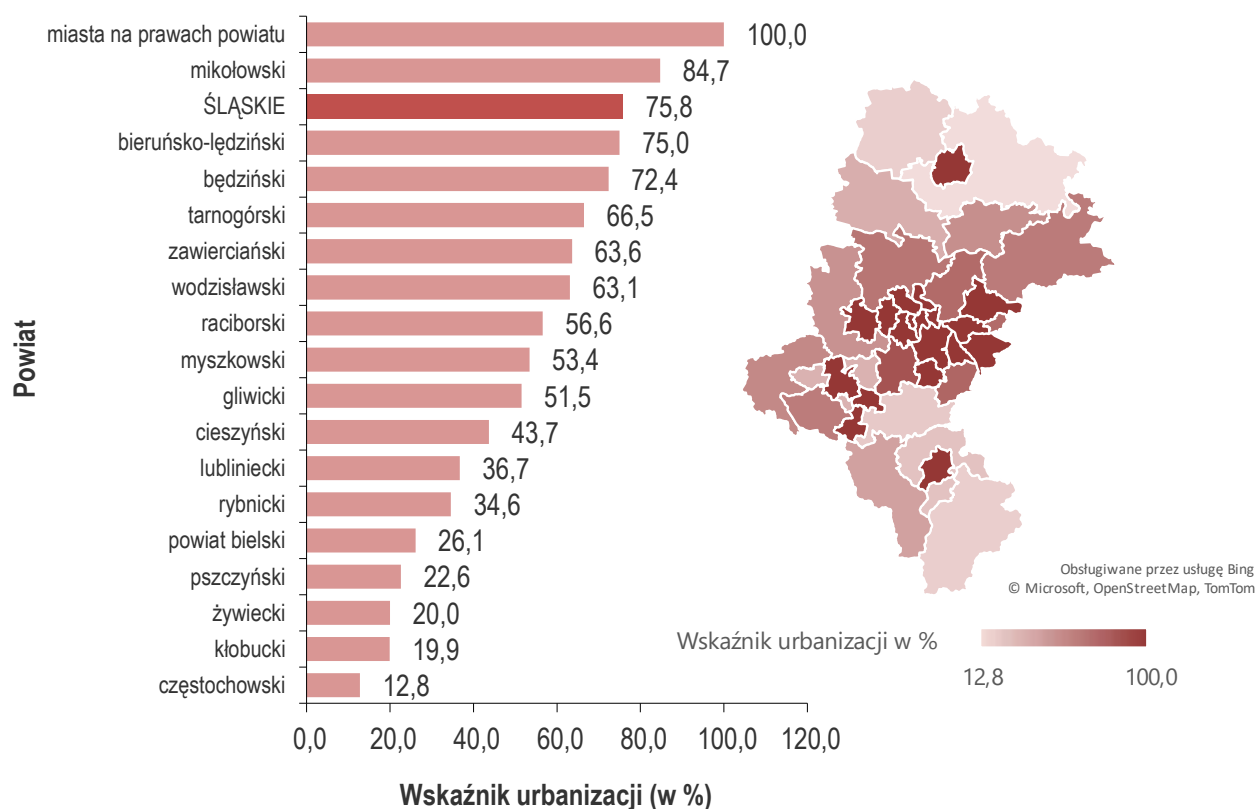 miasta na prawach powiatu 100,0
mikołowski 84,7
ŚLĄSKIE 75,8
bieruńsko-lędziński 75,0
będziński 72,4
tarnogórski 66,5
zawierciański 63,6
wodzisławski 63,1
raciborski 56,6
myszkowski 53,4
gliwicki 51,5
cieszyński 43,7
lubliniecki 36,7
rybnicki 34,6
powiat bielski 26,1
pszczyński 22,6
żywiecki 20,0
kłobucki 19,9
częstochowski 12,8
Powiat
0,0 20,0 40,0 60,0 80,0 100,0 120,0
Wskaźnik urbanizacji (w %)
Obsługiwane przez usługę Bing
© Microsoft, OpenStreetMap, TomTom
Wskaźnik urbanizacji w %
12,8 100,0